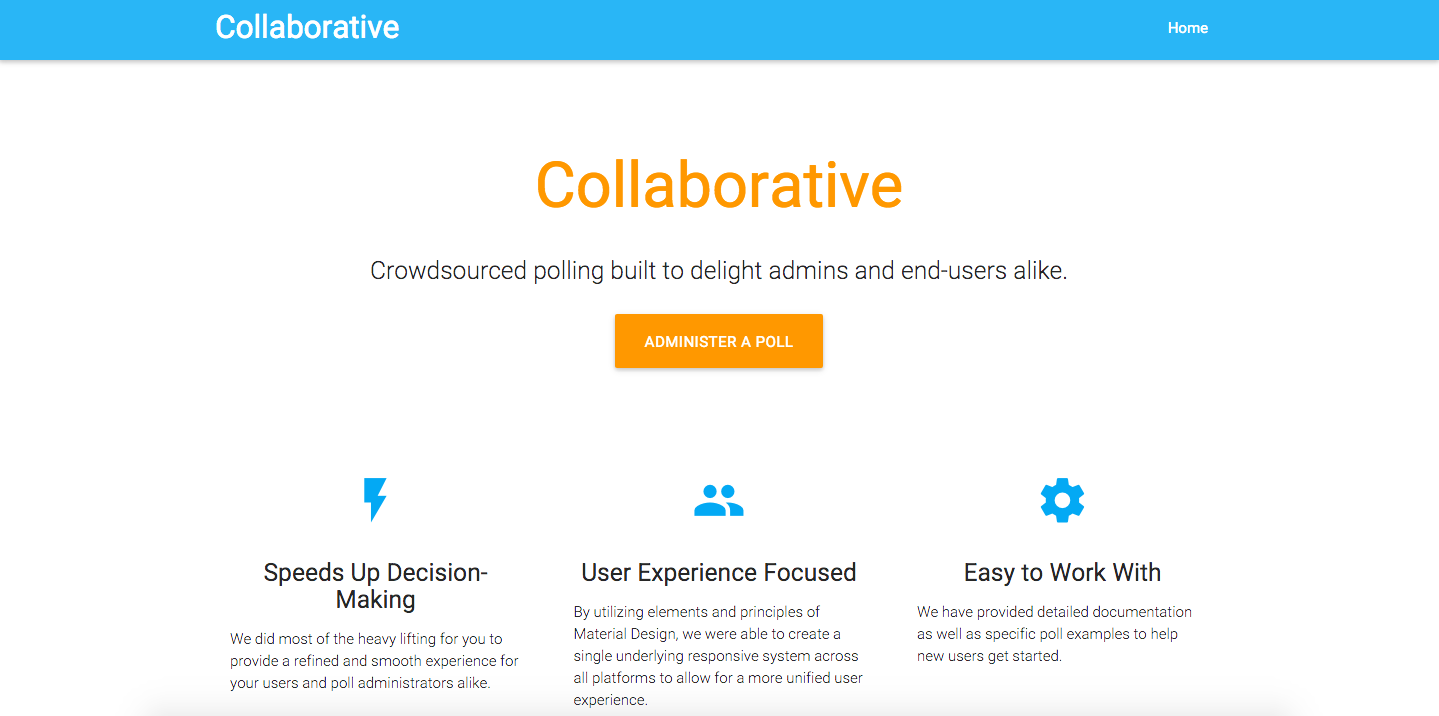 Collaborative
Home
Collaborative
Crowdsourced polling built to delight admins and end-users alike.
ADMINISTER A POLL
Speeds Up Decision-
Making
We did most of the heavy lifting for you to
provide a refined and smooth experience for
your users and poll administrators alike.
User Experience Focused
By utilizing elements and principles of
Material Design, we were able to create a
single underlying responsive system across
all platforms to allow for a more unified user
experience.
Easy to Work With
We have provided detailed documentation
as well as specific poll examples to help
new users get started.